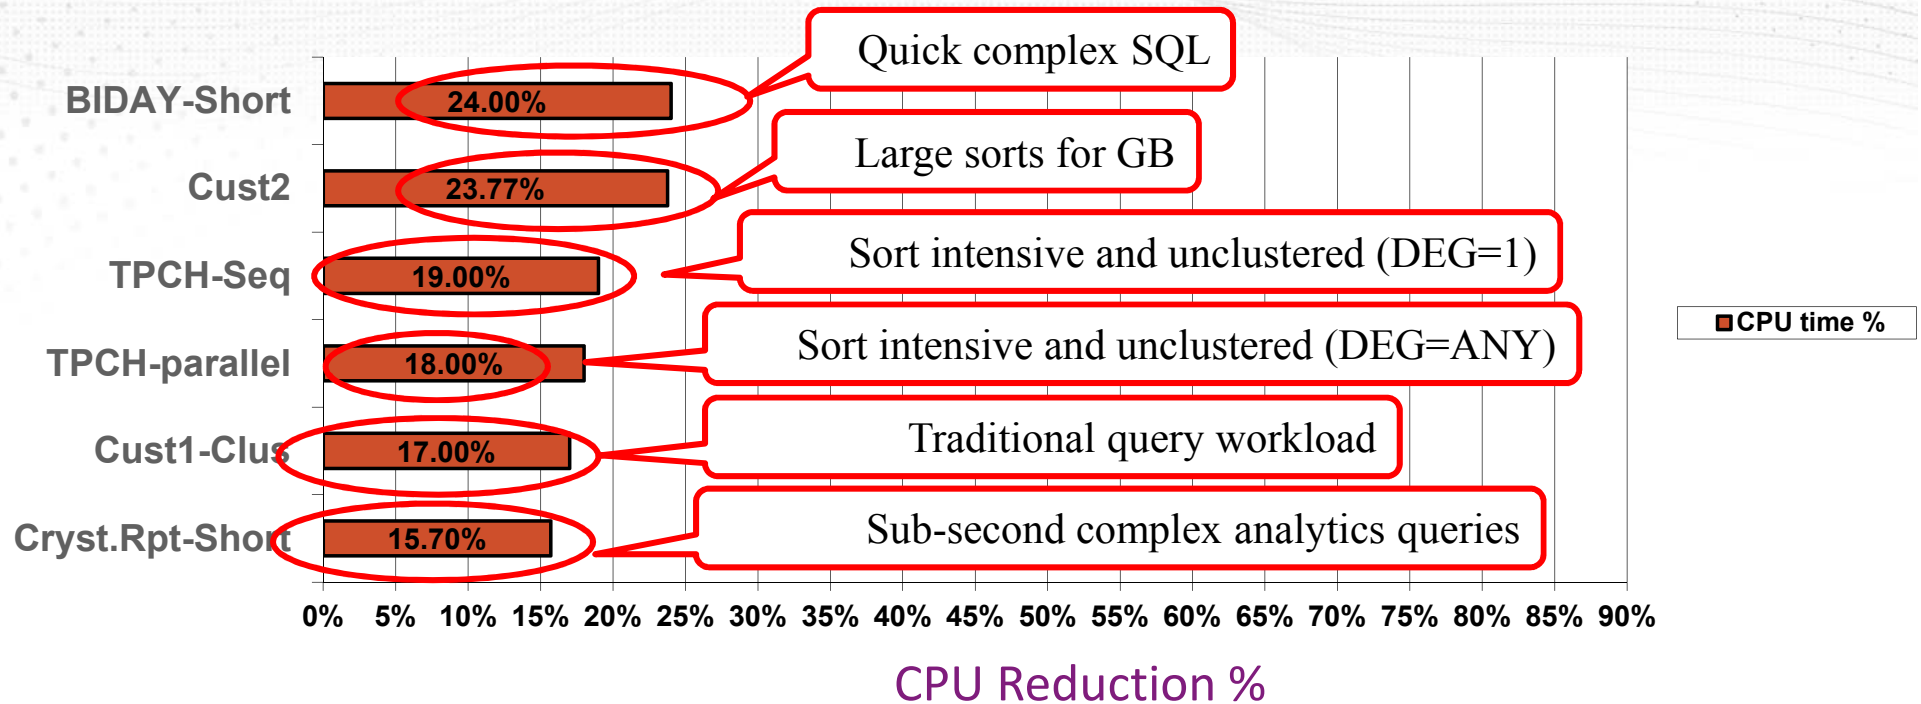 Quick complex SQL
BIDAY-Short
24.00%
Large sorts for GB
Cust2
23.77%
Sort intensive and unclustered (DEG=1)
TPCH-Seq
19.00%
CPU time %
Sort intensive and unclustered (DEG=ANY)
TPCH-parallel
18.00%
Traditional query workload
Cust1-Clus
17.00%
Sub-second complex analytics queries
Cryst.Rpt-Short
15.70%
0% 5% 10% 15% 20% 25% 30% 35% 40% 45% 50% 55% 60% 65% 70% 75% 80% 85% 90%
CPU Reduction %